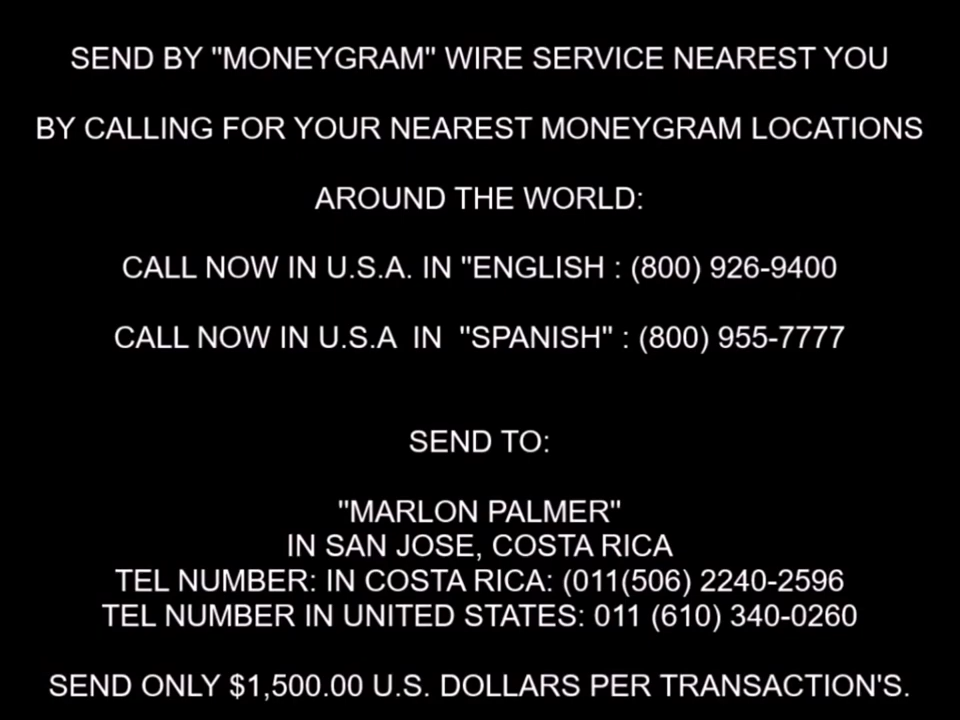 SEND BY "MONEYGRAM" WIRE SERVICE NEAREST YOU
BY CALLING FOR YOUR NEAREST MONEYGRAM LOCATIONS
AROUND THE WORLD:
CALL NOW IN U.S.A. IN "ENGLISH : (800) 926-9400
CALL NOW IN U.S.A  IN  "SPANISH" : (800) 955-7777
SEND TO:
"MARLON PALMER"
IN SAN JOSE, COSTA RICA
TEL NUMBER: IN COSTA RICA: (011(506) 2240-2596
TEL NUMBER IN UNITED STATES: 011 (610) 340-0260
SEND ONLY $1,500.00 U.S. DOLLARS PER TRANSACTION'S.